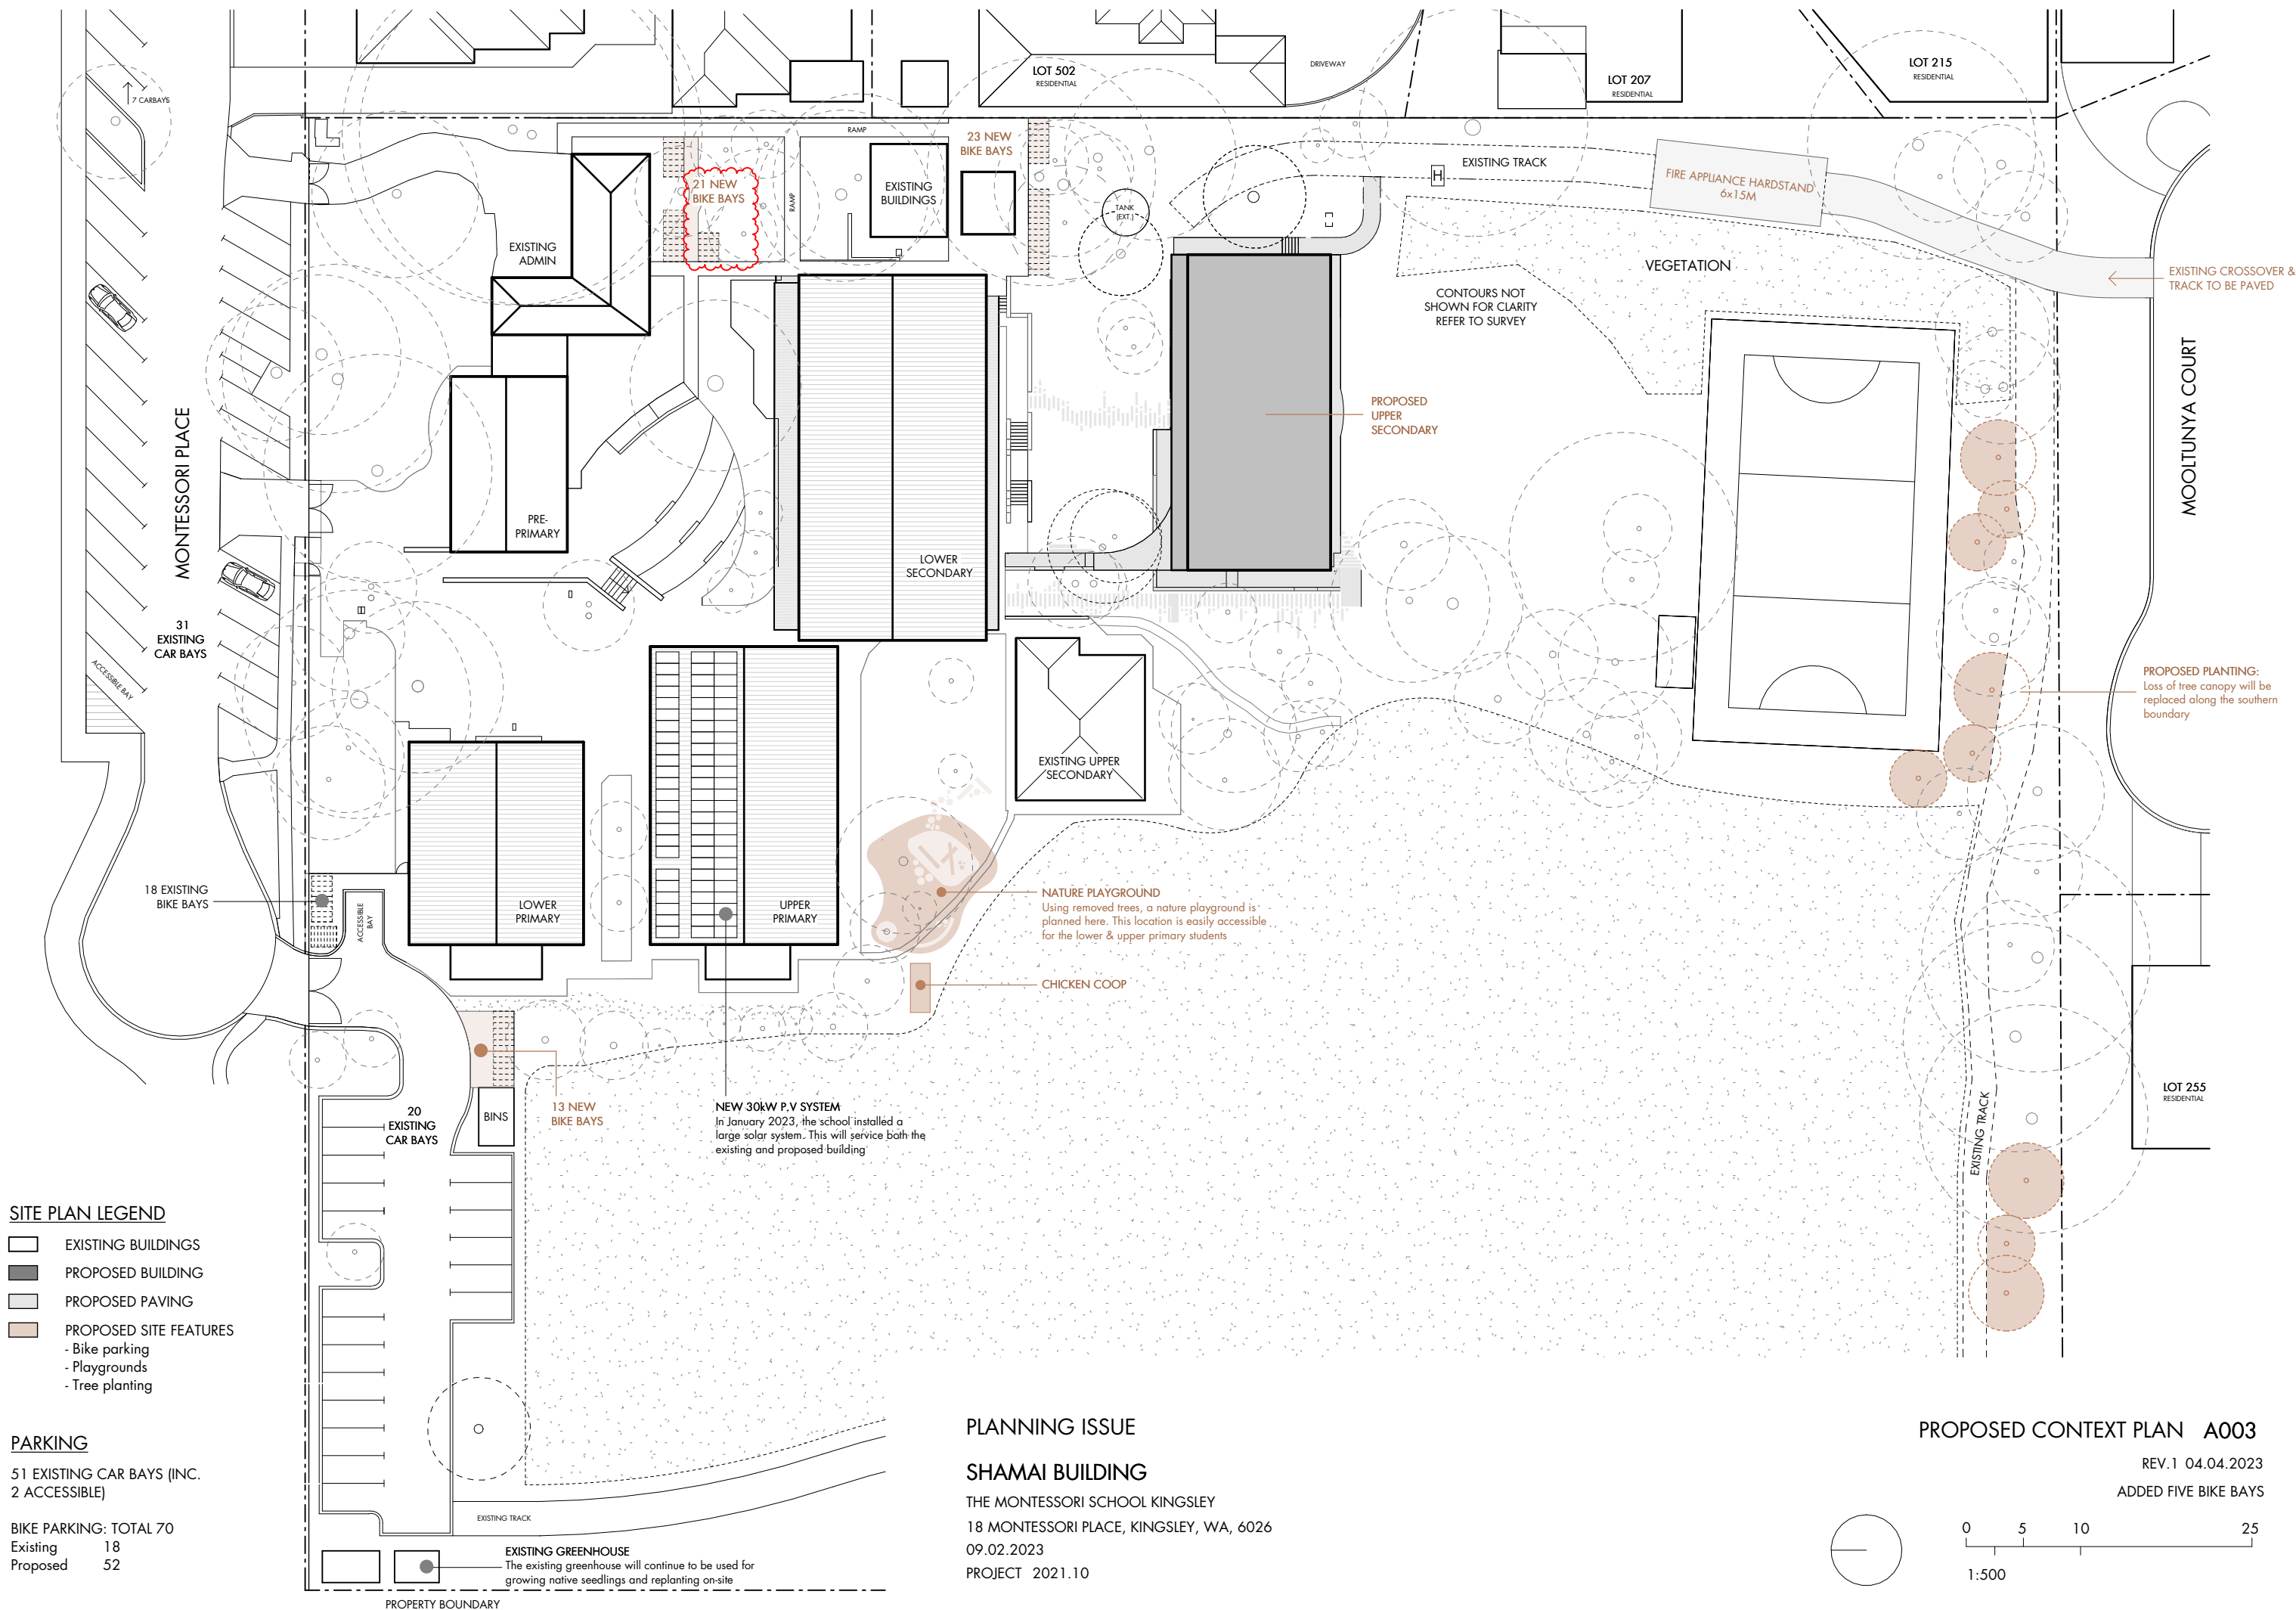 LOT 502
RESIDENTIAL
DRIVEWAY
LOT 207
RESIDENTIAL
LOT 215
RESIDENTIAL
7 CARBAYS
RAMP
23 NEW
BIKE BAYS
EXISTING TRACK
H
FIRE APPLIANCE HARDSTAND
6x15M
21 NEW
BIKE BAYS
RAMP
EXISTING
BUILDINGS
TANK
(EXT.)
EXISTING
ADMIN
VEGETATION
EXISTING CROSSOVER &
TRACK TO BE PAVED
CONTOURS NOT
SHOWN FOR CLARITY
REFER TO SURVEY
MONTESSORI PLACE
MOOLTUNYA COURT
PROPOSED
UPPER
SECONDARY
PRE-
PRIMARY
LOWER
SECONDARY
31
EXISTING
CAR BAYS
ACCESSIBLE BAY
PROPOSED PLANTING:
Loss of tree canopy will be
replaced along the southern
boundary
EXISTING UPPER
SECONDARY
18 EXISTING
BIKE BAYS
ACCESSIBLE
BAY
LOWER
PRIMARY
UPPER
PRIMARY
NATURE PLAYGROUND
Using removed trees, a nature playground is
planned here. This location is easily accessible
for the lower & upper primary students
CHICKEN COOP
20
EXISTING
CAR BAYS
BINS
13 NEW
BIKE BAYS
NEW 30kW P.V SYSTEM
In January 2023, the school installed a
large solar system. This will service both the
existing and proposed building
EXISTING TRACK
LOT 255
RESIDENTIAL
SITE PLAN LEGEND
EXISTING BUILDINGS
PROPOSED BUILDING
PROPOSED PAVING
PROPOSED SITE FEATURES
- Bike parking
- Playgrounds
- Tree planting
PARKING
51 EXISTING CAR BAYS (INC.
2 ACCESSIBLE)
BIKE PARKING: TOTAL 70
Existing 18
Proposed 52
EXISTING TRACK
EXISTING GREENHOUSE
The existing greenhouse will continue to be used for
growing native seedlings and replanting on-site
PROPERTY BOUNDARY
PLANNING ISSUE
SHAMAI BUILDING
THE MONTESSORI SCHOOL KINGSLEY
18 MONTESSORI PLACE, KINGSLEY, WA, 6026
09.02.2023
PROJECT 2021.10
PROPOSED CONTEXT PLAN A003
REV.1 04.04.2023
ADDED FIVE BIKE BAYS
0 5 10 25
1:500